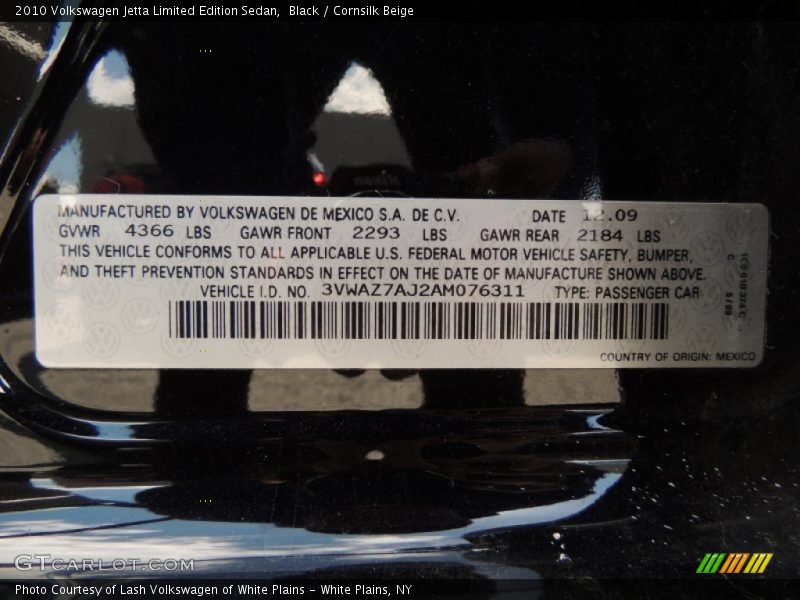 2010 Volkswagen Jetta Limited Edition Sedan,  Black / Cornsilk Beige
MANUFACTURED BY VOLKSWAGEN DE MEXICO S.A. DE C.V. DATE 12.09
GVWR 4366 LBS GAWR FRONT 2293 LBS GAWR REAR 2184 LBS
THIS VEHICLE CONFORMS TO ALL APPLICABLE U.S. FEDERAL MOTOR VEHICLE SAFETY, BUMPER,
AND THEFT PREVENTION STANDARDS IN EFFECT ON THE DATE OF MANUFACTURE SHOWN ABOVE.
VEHICLE I.D. NO. 3VWAZ7AJ2AM076311 TYPE: PASSENGER CAR
COUNTRY OF ORIGIN: MEXICO
GTcarlot.com
Photo Courtesy of Lash Volkswagen of White Plains - White Plains, NY